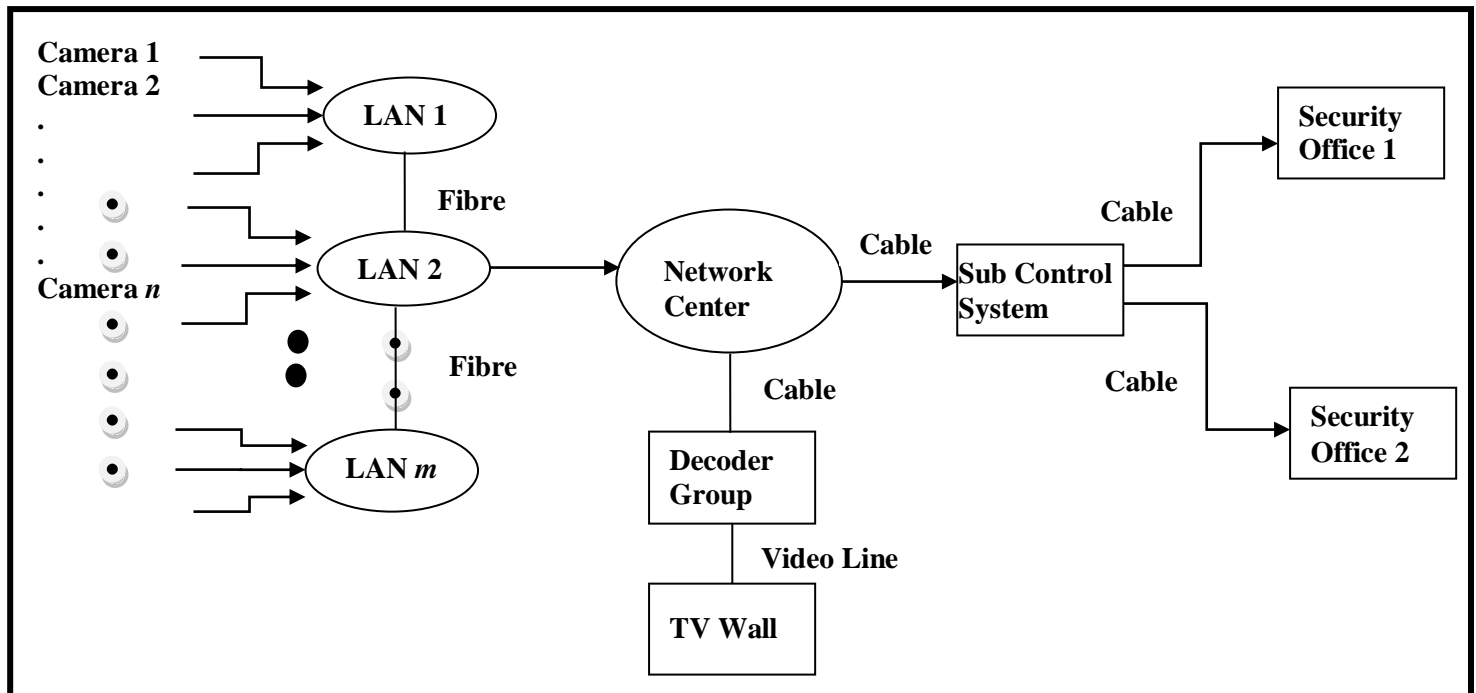 Camera 1
Camera 2
.
.
.
.
.
Camera n
LAN 1
Fibre
LAN 2
Fibre
LAN m
Network
Center
Cable
Decoder
Group
Video Line
TV Wall
Cable
Sub Control
System
Cable
Security
Office 1
Cable
Security
Office 2